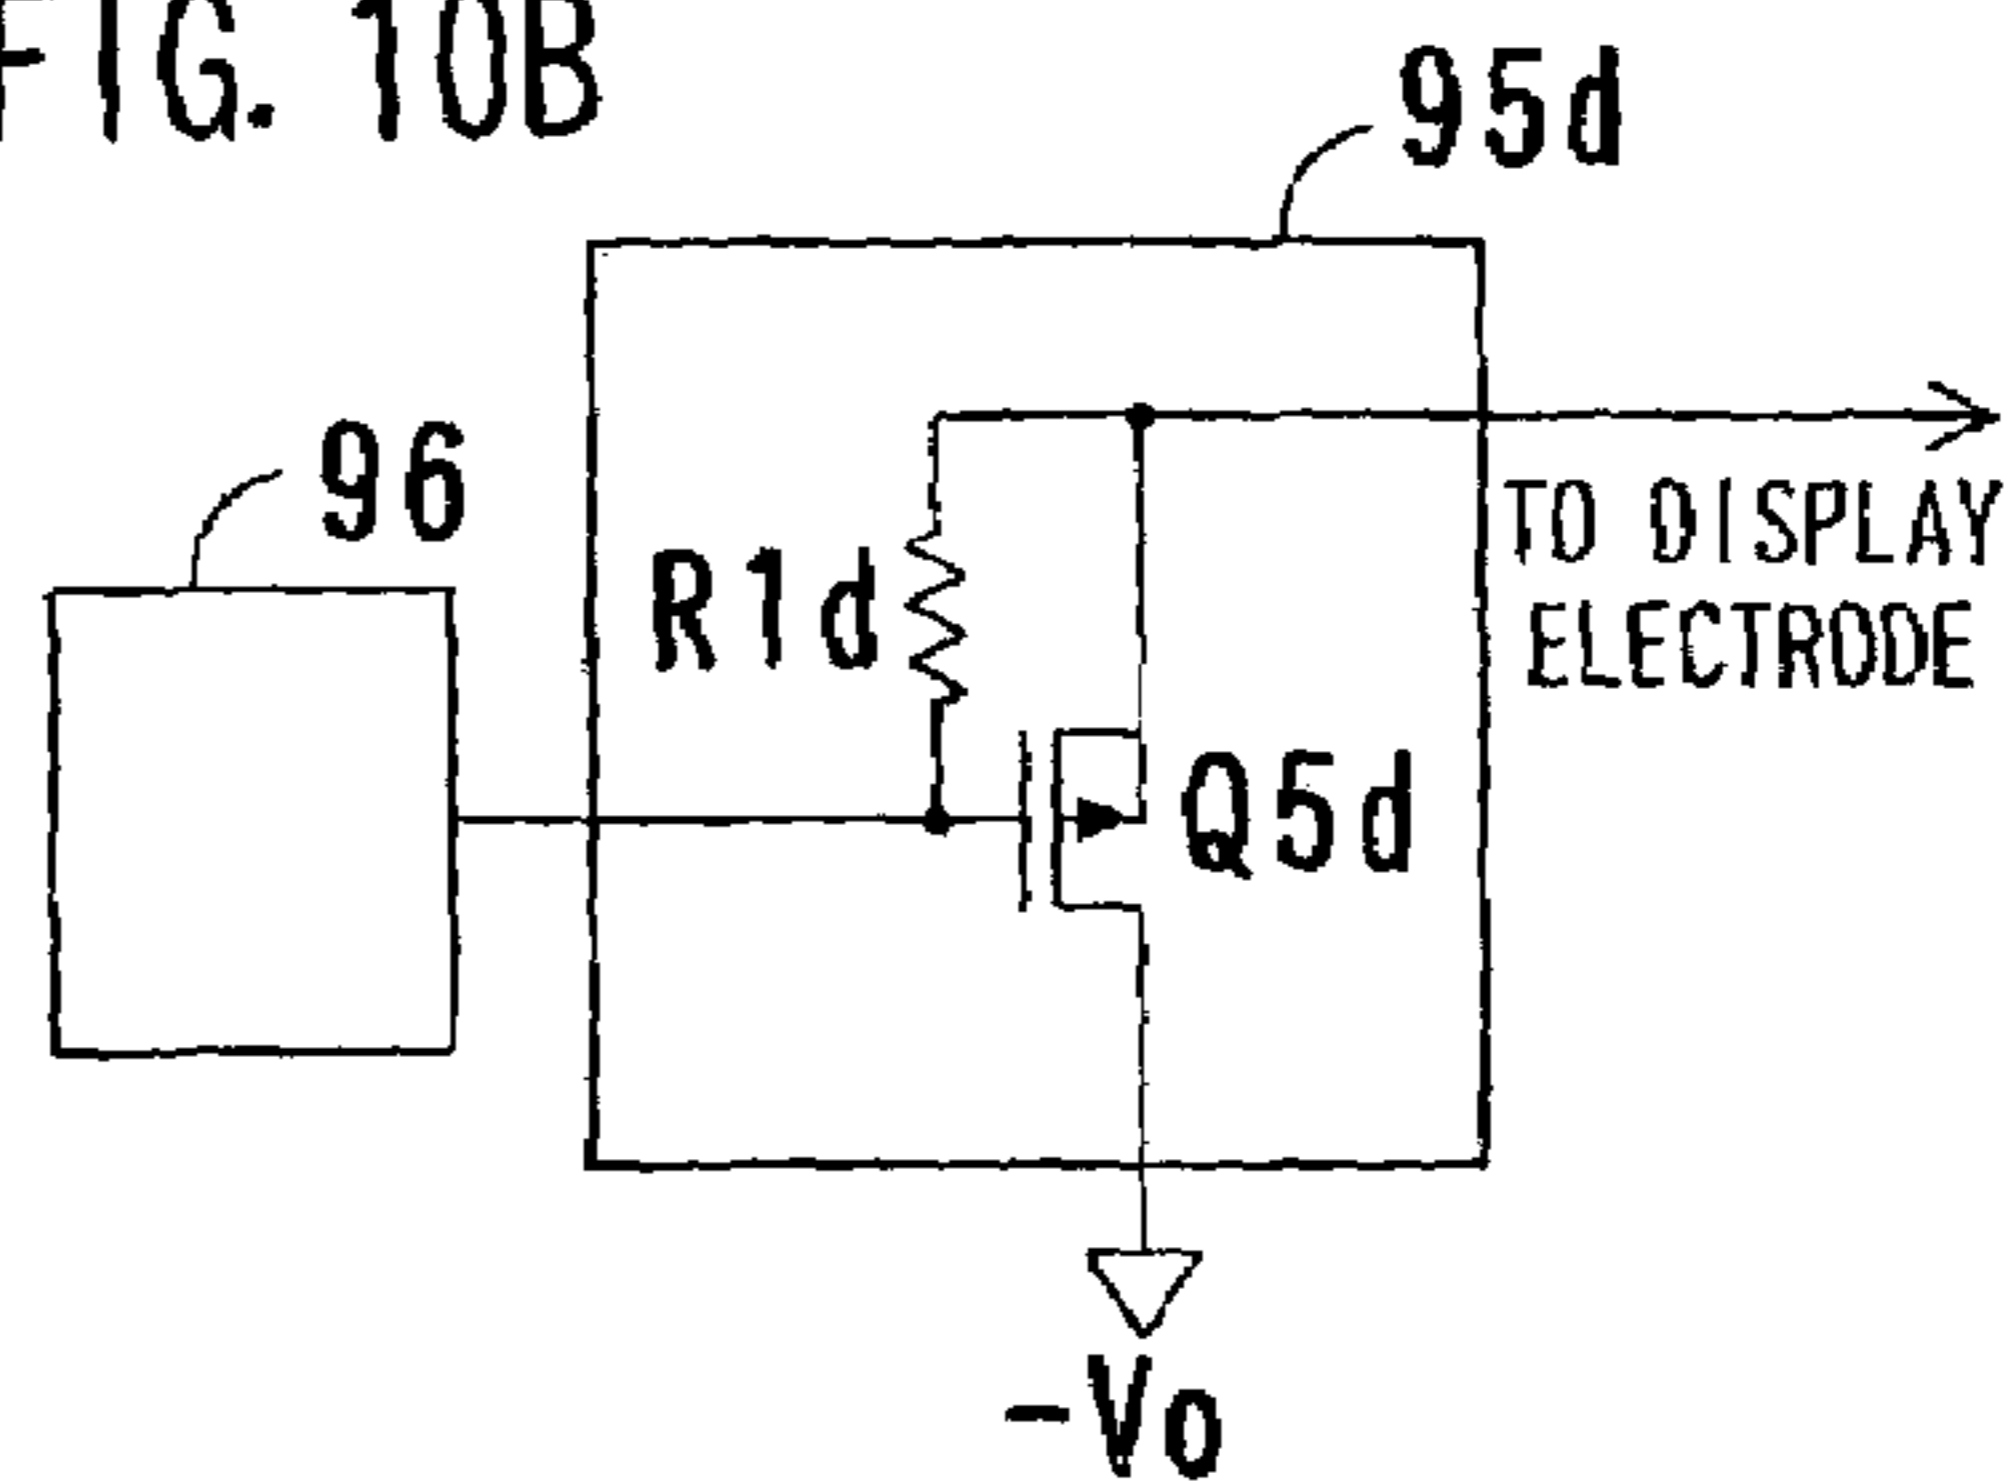 FIG. 10B
95d
96
R1d
TO DISPLAY
ELECTRODE
Q5d
-Vo